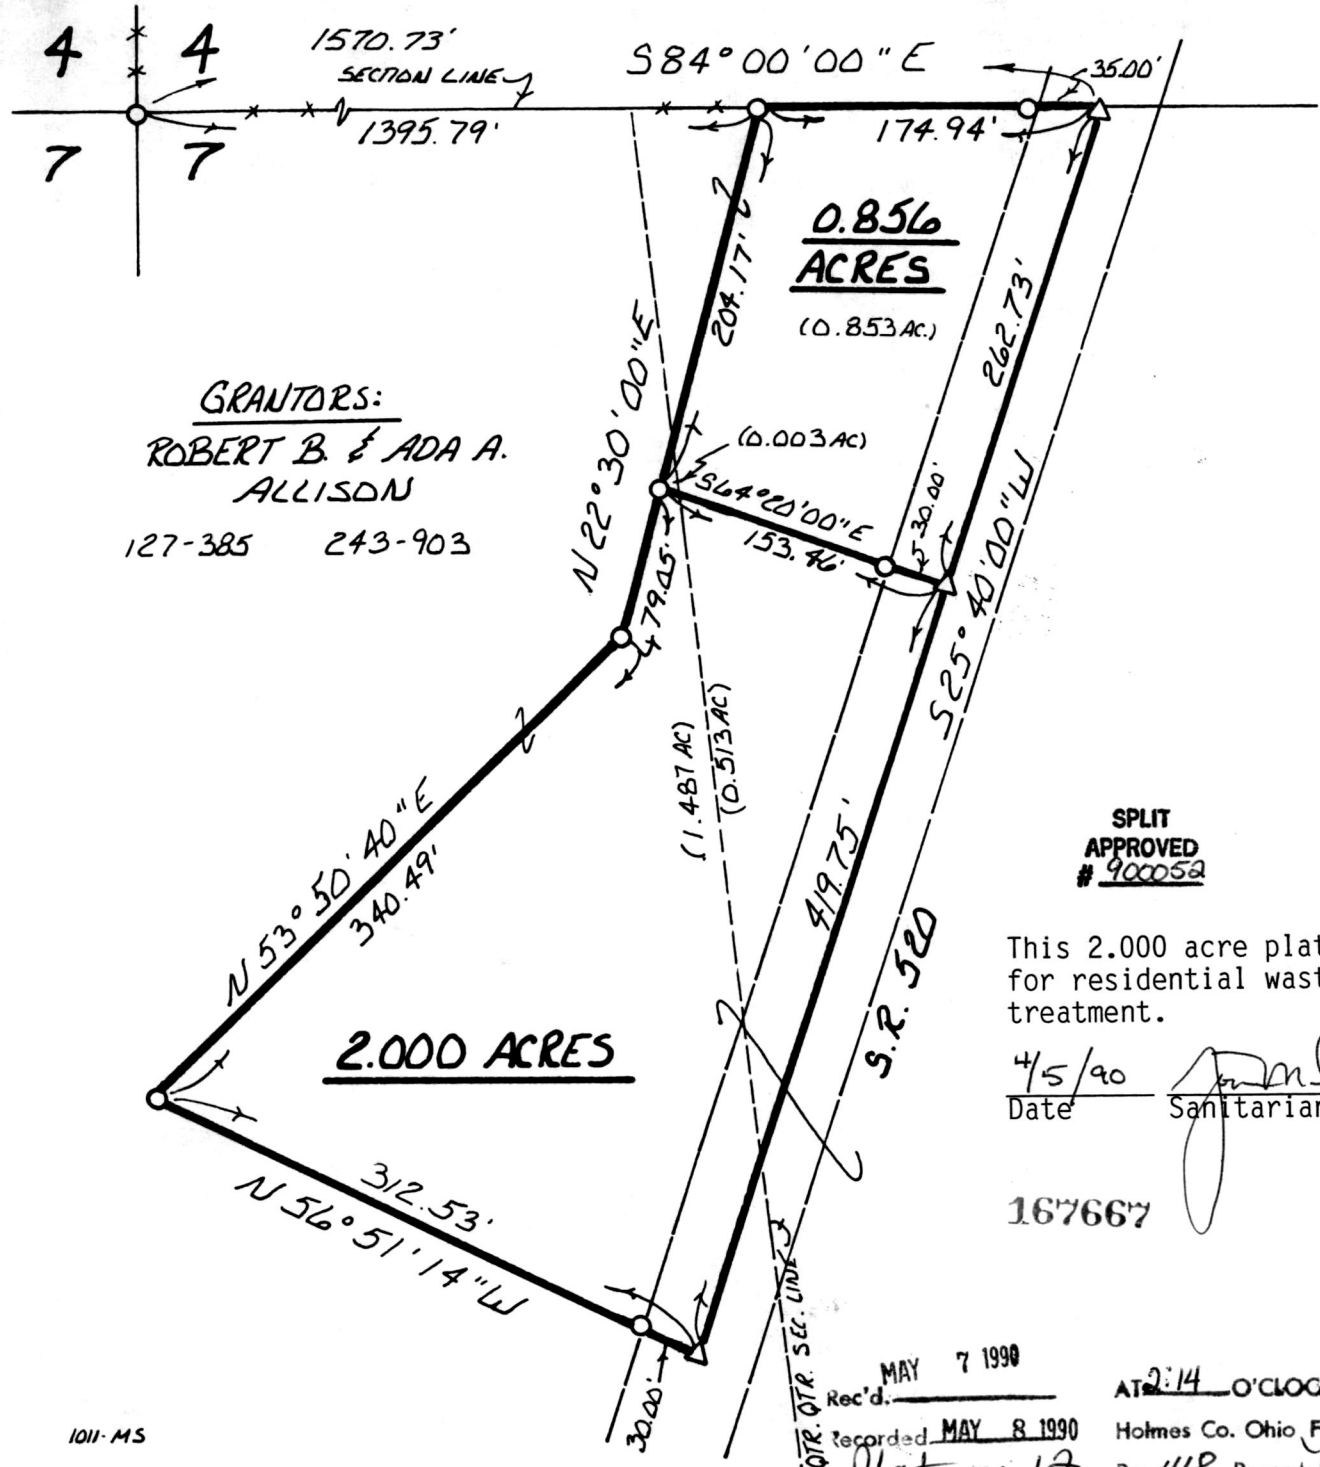 4 4
7 7
1570.73'
SECTION LINE
1395.79'
S84°00'00"E
35.00'
174.94'
0.856
ACRES
(0.853 AC.)
204.17'
262.73'
N 22°30'00"E
GRANTORS:
ROBERT B. & ADA A.
ALLISON
127-385 243-903
(0.003 AC)
S64°20'00"E
153.46'
30.00'
79.05'
S25°40'00"W
(1.487 AC)
(0.513 AC)
N 53°50'40"E
340.49'
419.75'
S.R. 520
SPLIT
APPROVED
# 900052
This 2.000 acre plat
for residential wast
treatment.
4/5/90
Date Sanitarian
2.000 ACRES
312.53'
N 56°51'14"W
167667
30.00'
QTR. QTR. SEC. LINE
MAY 7 1990
Rec'd. AT 2:14 O'CLOC
Recorded MAY 8 1990 Holmes Co. Ohio
1011-MS